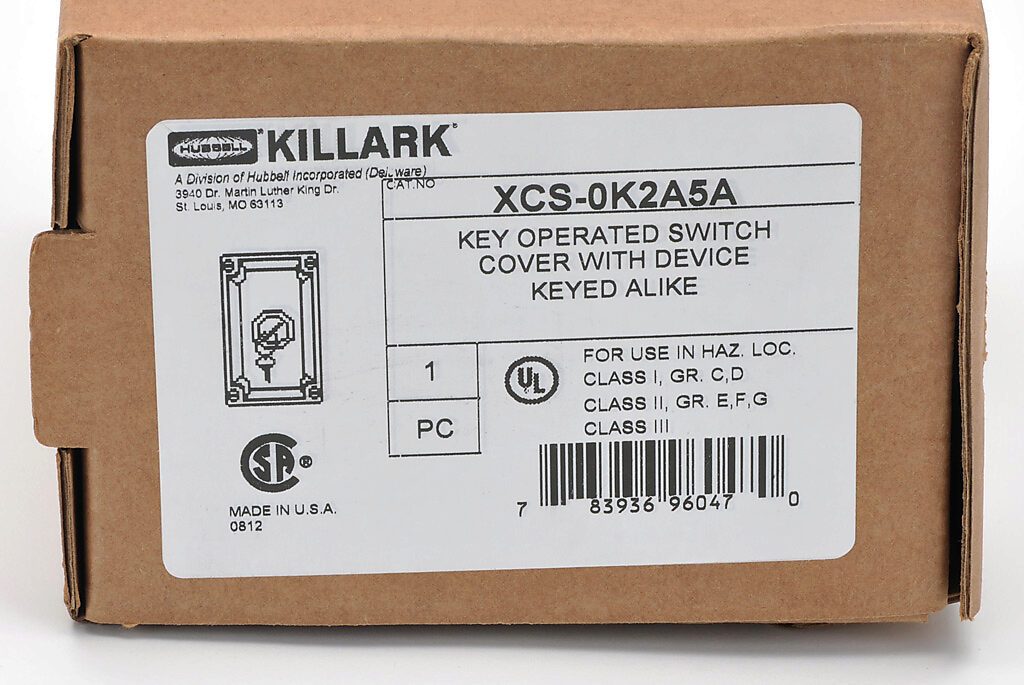 HUBBELL
® KILLARK®
A Division of Hubbell Incorporated (Delaware)
3940 Dr. Martin Luther King Dr.
St. Louis, MO 63113
CAT.NO
XCS-0K2A5A
KEY OPERATED SWITCH
COVER WITH DEVICE
KEYED ALIKE
1
PC
UL
FOR USE IN HAZ. LOC.
CLASS I, GR. C,D
CLASS II, GR. E,F,G
CLASS III
SA ®
MADE IN U.S.A.
0812
7 83936 96047 0